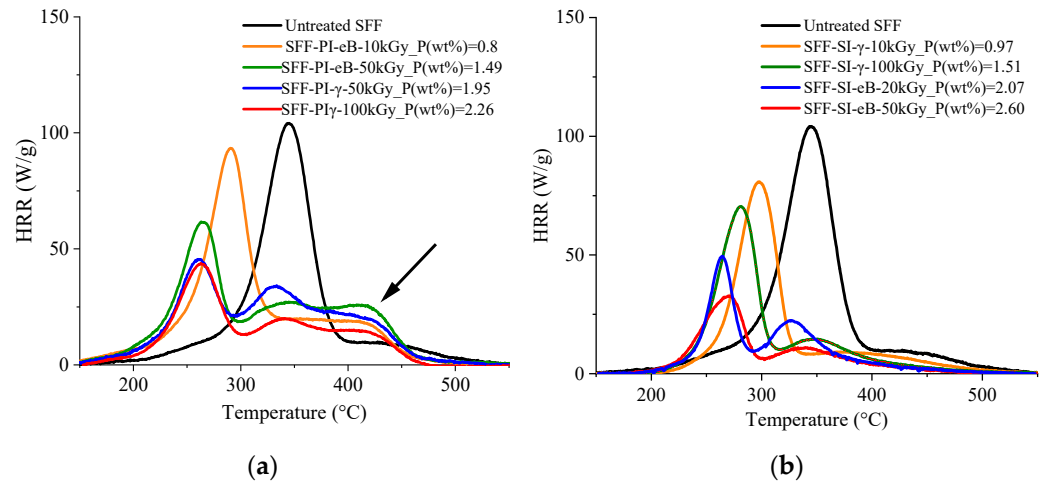 150
Untreated SFF
SFF-PI-eB-10kGy_P(wt%)=0.8
SFF-PI-eB-50kGy_P(wt%)=1.49
SFF-PI-γ-50kGy_P(wt%)=1.95
SFF-PIγ-100kGy_P(wt%)=2.26
100
50
0
HRR (W/g)
200
300
400
500
Temperature (°C)
(a)
150
Untreated SFF
SFF-SI-γ-10kGy_P(wt%)=0.97
SFF-SI-γ-100kGy_P(wt%)=1.51
SFF-SI-eB-20kGy_P(wt%)=2.07
SFF-SI-eB-50kGy_P(wt%)=2.60
100
50
0
HRR (W/g)
200
300
400
500
Temperature (°C)
(b)